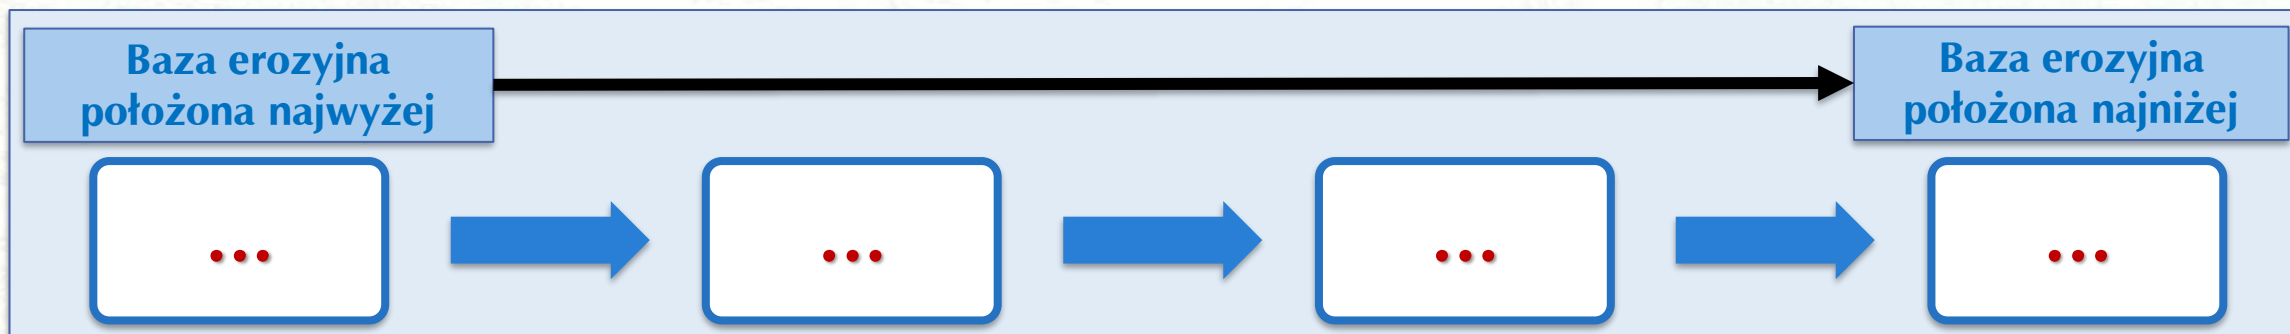 Baza erozyjna
położona najwyżej
Baza erozyjna
położona najniżej
...
...
...
...